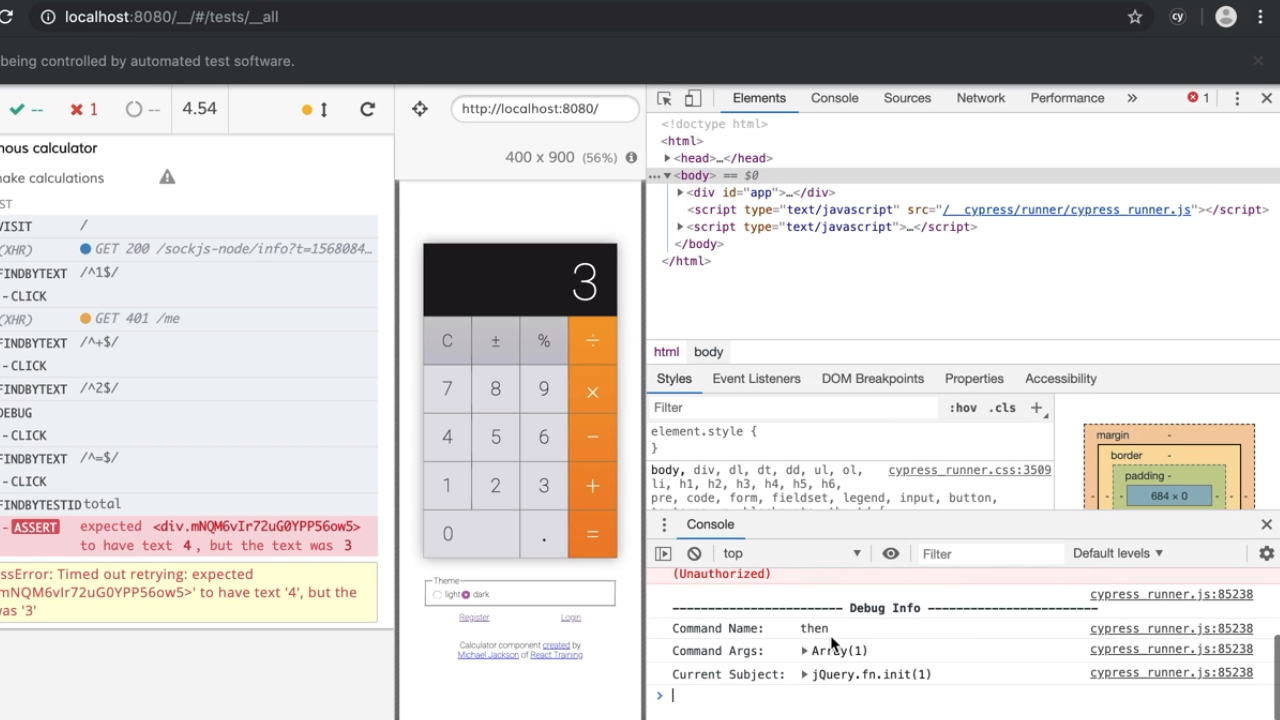 localhost:8080/__/#/tests/__all
cy
being controlled by automated test software.
--
1
--
4.54
nous calculator
ake calculations
ST
VISIT /
(XHR) GET 200 /sockjs-node/info?t=1568084…
FINDBYTEXT /^1$/
-CLICK
(XHR) GET 401 /me
FINDBYTEXT /^+$/
-CLICK
FINDBYTEXT /^2$/
DEBUG
-CLICK
FINDBYTEXT /^=$/
-CLICK
FINDBYTESTID total
-ASSERT expected <div.mNQM6vIr72uG0YPP56ow5>
to have text 4, but the text was 3
ssError: Timed out retrying: expected
mNQM6vIr72uG0YPP56ow5>' to have text '4', but the
was '3'
http://localhost:8080/
400 x 900 (56%)
3
C ± % ÷
7 8 9 ×
4 5 6 −
1 2 3 +
0 . =
Theme
light dark
Register Login
Calculator component created by
Michael Jackson of React Training
Elements Console Sources Network Performance » 1
<!doctype html>
<html>
<head>…</head>
… <body> == $0
<div id="app">…</div>
<script type="text/javascript" src="/__cypress/runner/cypress_runner.js"></script>
<script type="text/javascript">…</script>
</body>
</html>
html body
Styles Event Listeners DOM Breakpoints Properties Accessibility
Filter :hov .cls +
element.style {
}
body, div, dl, dt, dd, ul, ol, cypress_runner.css:3509
li, h1, h2, h3, h4, h5, h6,
pre, code, form, fieldset, legend, input, button,
margin -
border -
padding -
- - - 684 × 0 - - -
Console
top Filter Default levels
(Unauthorized)
cypress_runner.js:85238
------------------------ Debug Info ------------------------
Command Name: then cypress_runner.js:85238
Command Args: Array(1) cypress_runner.js:85238
Current Subject: jQuery.fn.init(1) cypress_runner.js:85238
>